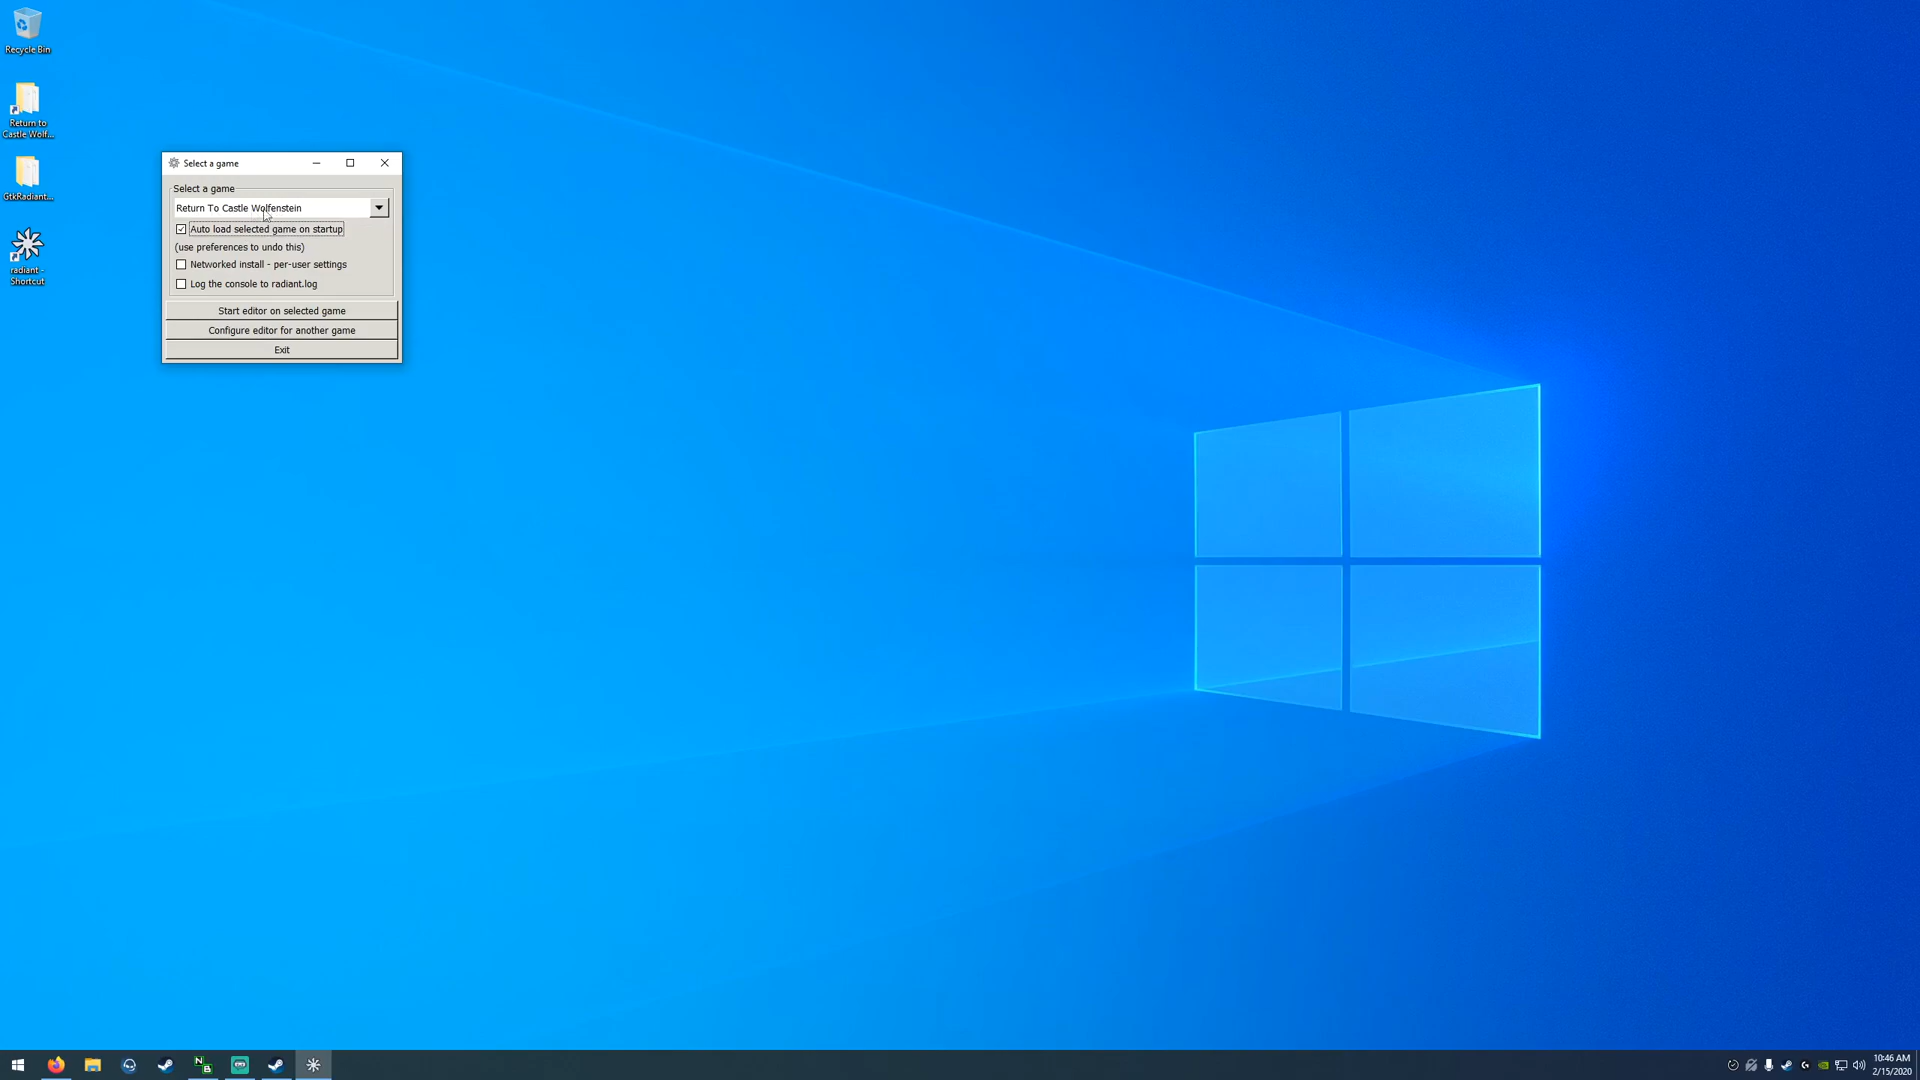 Recycle Bin
Return to
Castle Wolf...
GtkRadiant...
radiant -
Shortcut
Select a game
Select a game
Return To Castle Wolfenstein
Auto load selected game on startup
(use preferences to undo this)
Networked install - per-user settings
Log the console to radiant.log
Start editor on selected game
Configure editor for another game
Exit
N
B
10:46 AM
2/15/2020